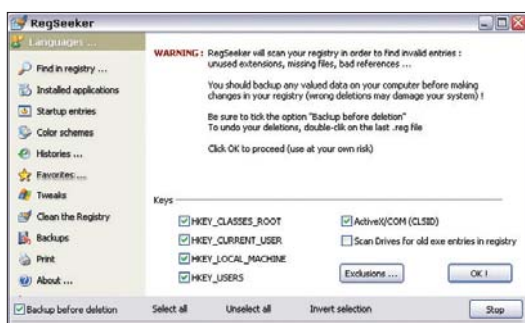 RegSeeker
Languages ...
Find in registry ...
Installed applications
Startup entries
Color schemes
Histories ...
Favorites ...
Tweaks
Clean the Registry
Backups
Print
About ...
WARNING : RegSeeker will scan your registry in order to find invalid entries :
unused extensions, missing files, bad references ...
You should backup any valued data on your computer before making
changes in your registry (wrong deletions may damage your system) !
Be sure to tick the option "Backup before deletion"
To undo your deletions, double-clik on the last .reg file
Click OK to proceed (use at your own risk)
Keys
HKEY_CLASSES_ROOT
HKEY_CURRENT_USER
HKEY_LOCAL_MACHINE
HKEY_USERS
ActiveX/COM (CLSID)
Scan Drives for old exe entries in registry
Exclusions ...
OK !
Backup before deletion
Select all
Unselect all
Invert selection
Stop